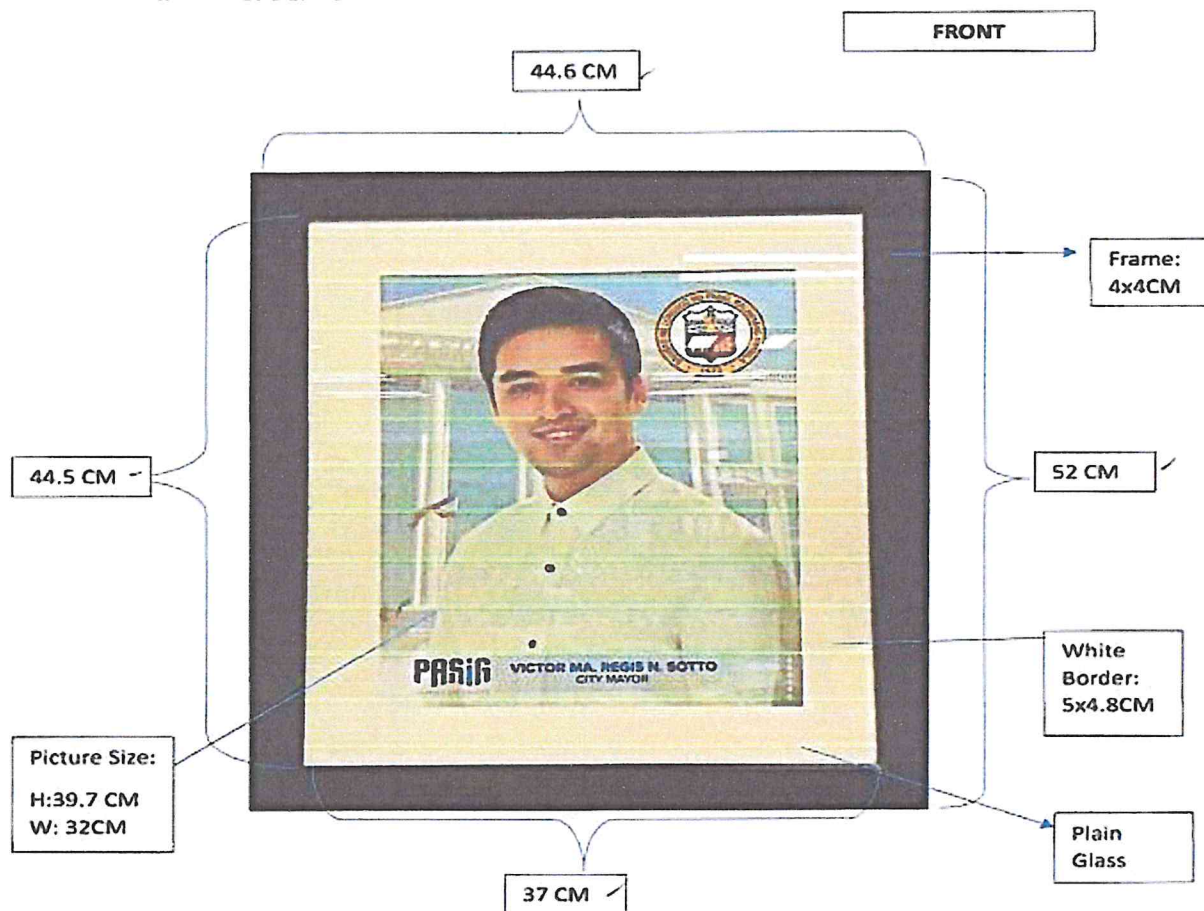 FRONT
44.6 CM
Frame:
4x4CM
44.5 CM
52 CM
White
Border:
5x4.8CM
PASiG
VICTOR MA. REGIS N. SOTTO
CITY MAYOR
Picture Size:
H:39.7 CM
W: 32CM
Plain
Glass
37 CM